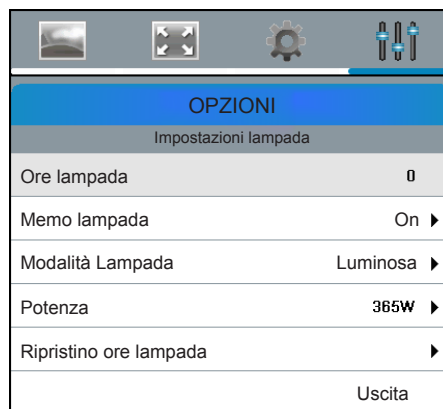 OPZIONI
Impostazioni lampada
Ore lampada 0
Memo lampada On
Modalità Lampada Luminosa
Potenza 365W
Ripristino ore lampada
Uscita